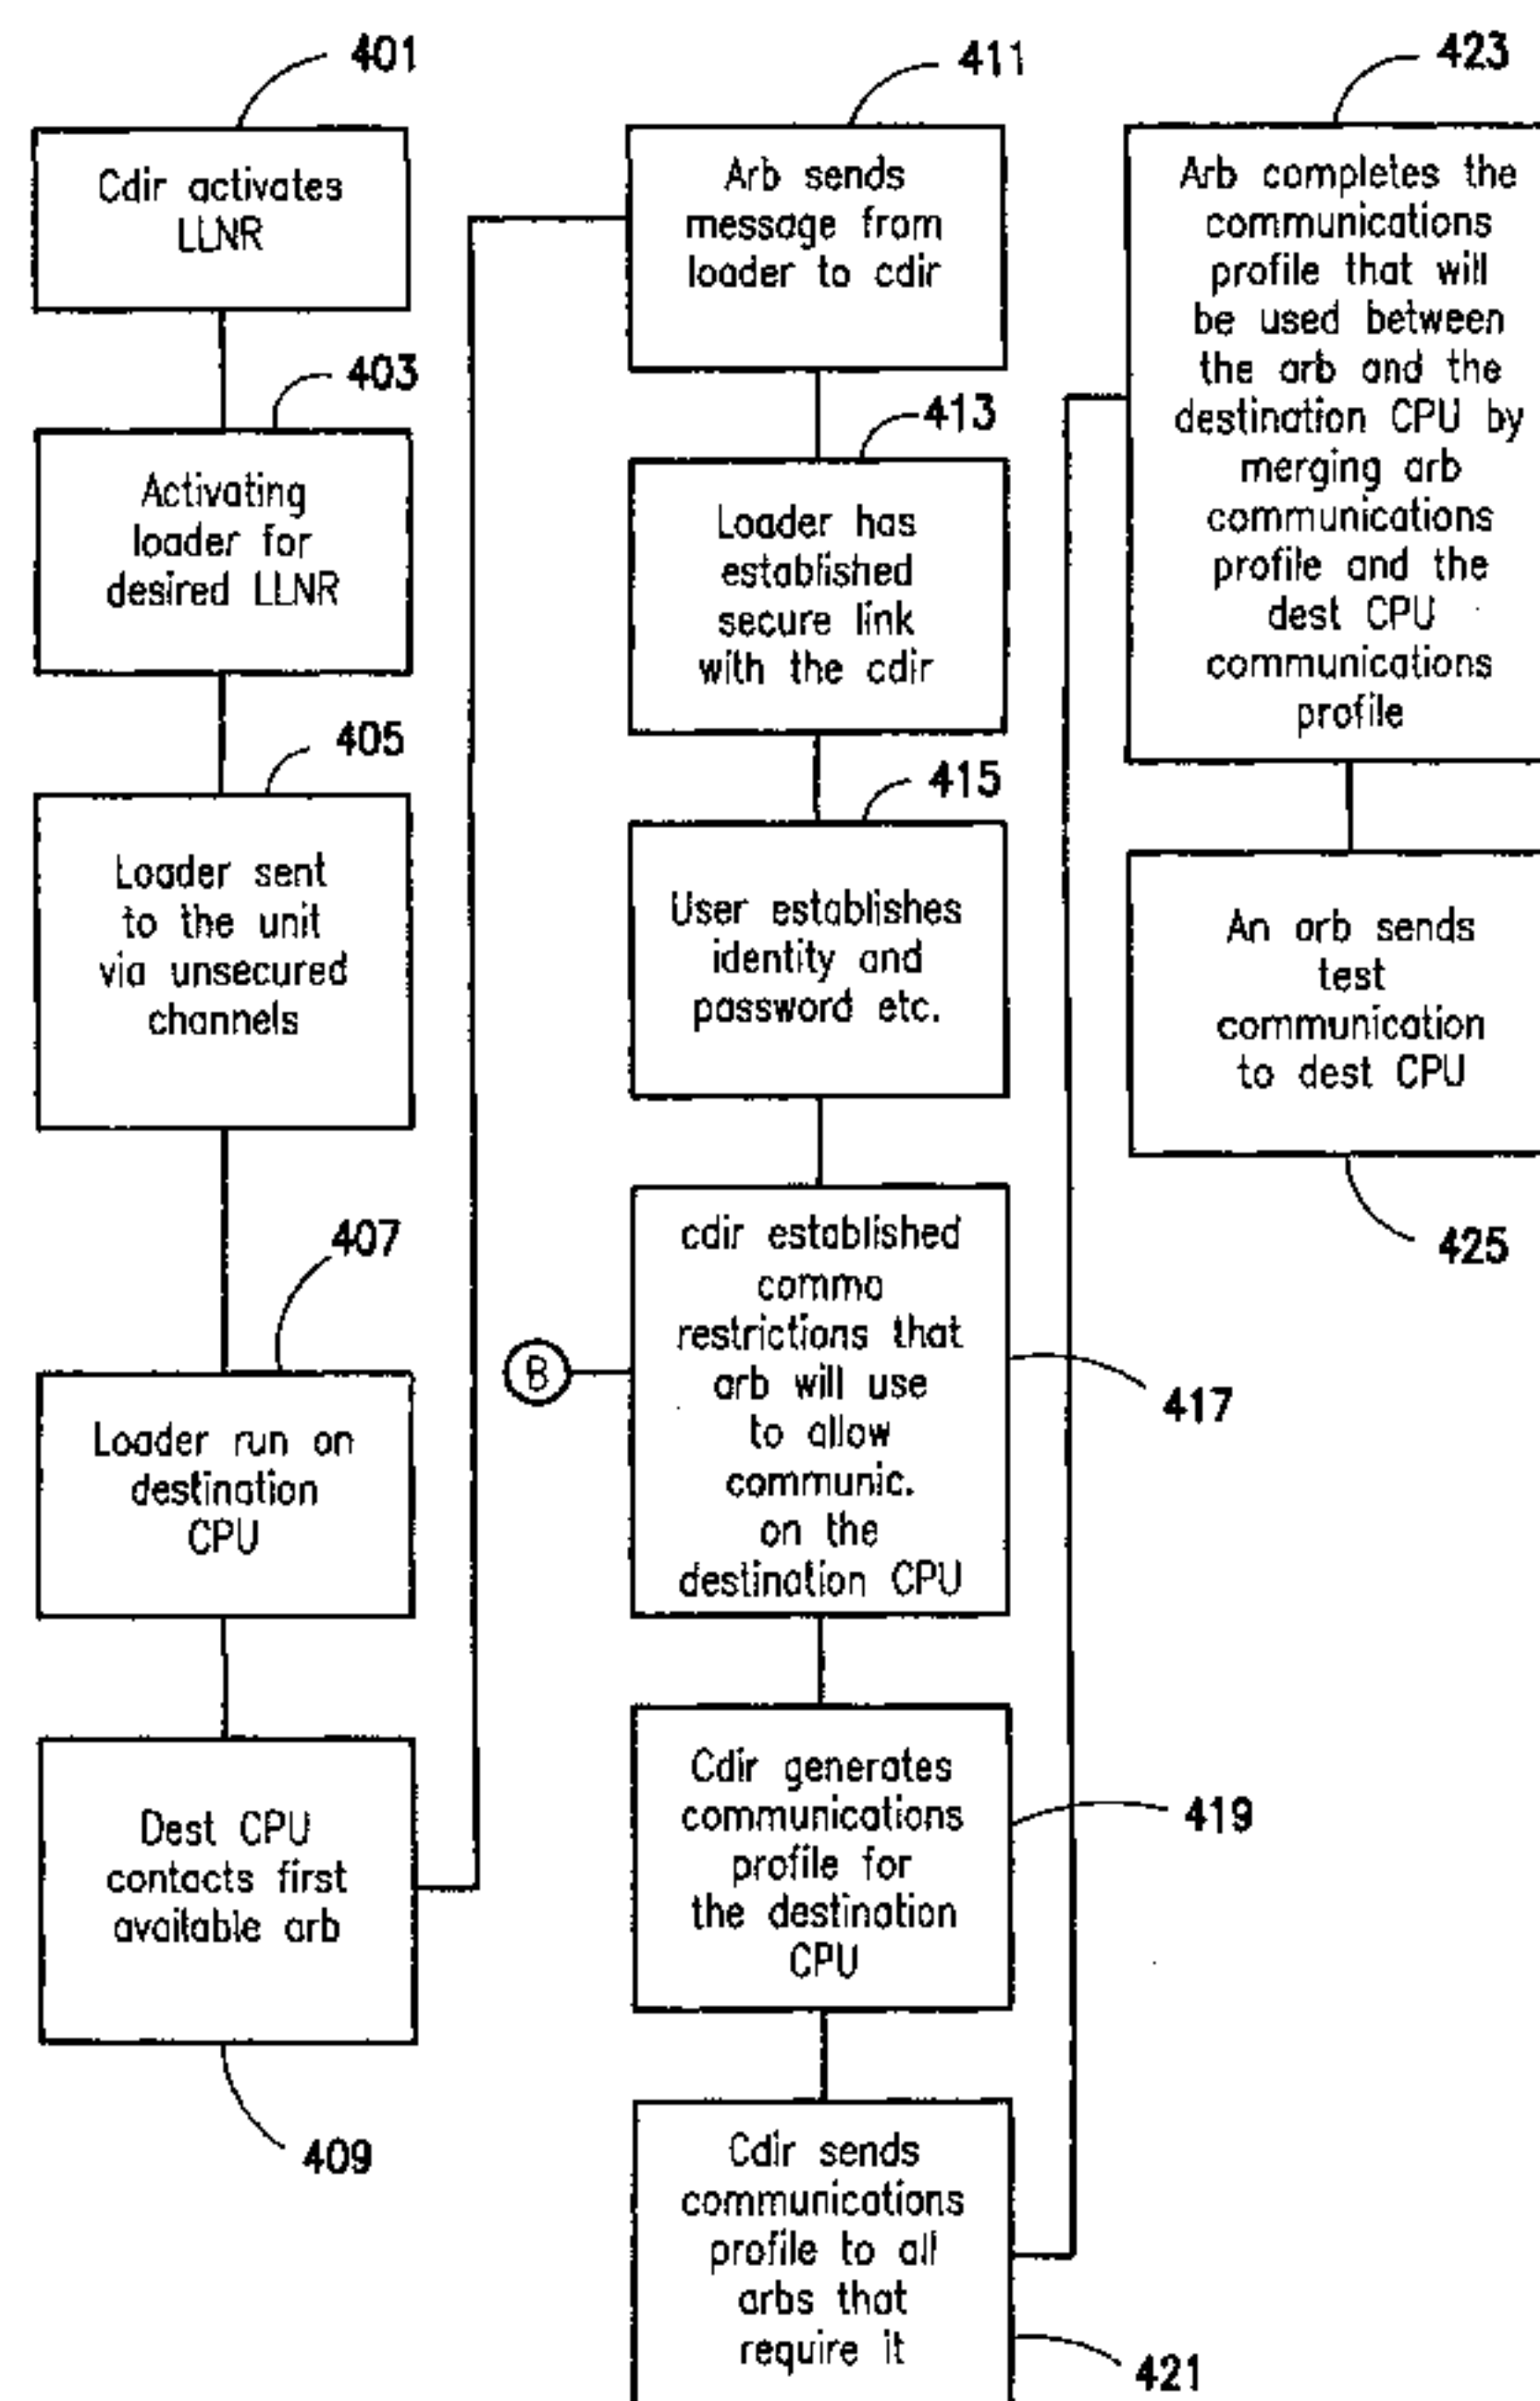 401
Cdir activates
LLNR
403
Activating
loader for
desired LLNR
405
Loader sent
to the unit
via unsecured
channels
407
Loader run on
destination
CPU
Dest CPU
contacts first
available arb
409
411
Arb sends
message from
loader to cdir
413
Loader has
established
secure link
with the cdir
415
User establishes
identity and
password etc.
B
cdir established
comma
restrictions that
arb will use
to allow
communic.
on the
destination CPU
417
Cdir generates
communications
profile for
the destination
CPU
419
Cdir sends
communications
profile to all
arbs that
require it
421
423
Arb completes the
communications
profile that will
be used between
the arb and the
destination CPU by
merging arb
communications
profile and the
dest CPU
communications
profile
An arb sends
test
communication
to dest CPU
425